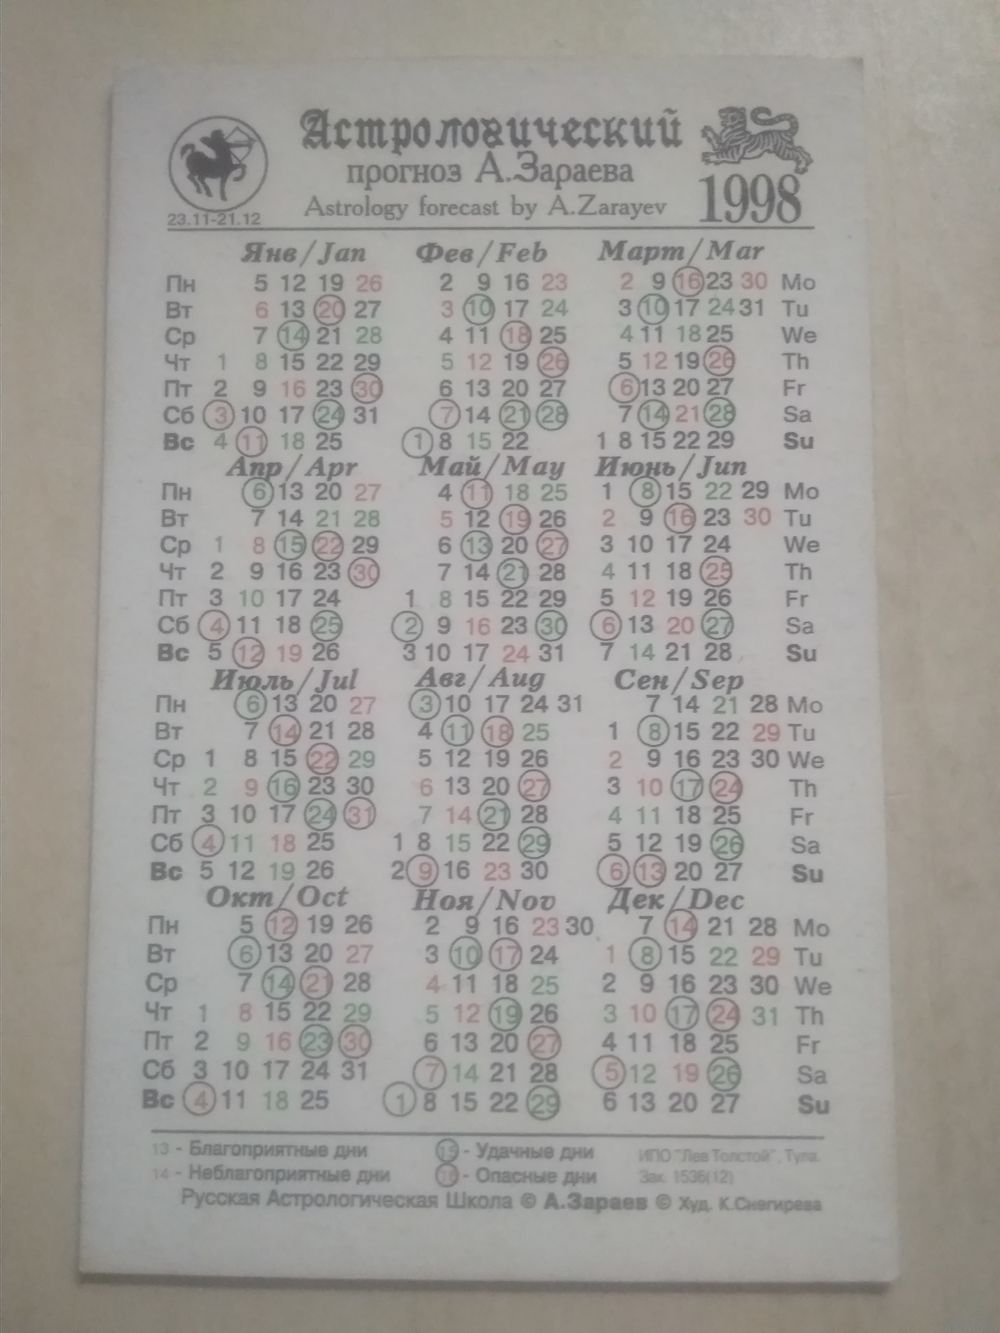 Астрологический
прогноз А.Зараева
Astrology forecast by A.Zarayev
1998
23.11-21.12
Янв/Jan Фев/Feb Март/Mar
Пн 5 12 19 26 2 9 16 23 2 9 16 23 30 Mo
Вт 6 13 20 27 3 10 17 24 3 10 17 24 31 Tu
Ср 7 14 21 28 4 11 18 25 4 11 18 25 We
Чт 1 8 15 22 29 5 12 19 26 5 12 19 26 Th
Пт 2 9 16 23 30 6 13 20 27 6 13 20 27 Fr
Сб 3 10 17 24 31 7 14 21 28 7 14 21 28 Sa
Вс 4 11 18 25 1 8 15 22 1 8 15 22 29 Su
Апр/Apr Май/May Июнь/Jun
Пн 6 13 20 27 4 11 18 25 1 8 15 22 29 Mo
Вт 7 14 21 28 5 12 19 26 2 9 16 23 30 Tu
Ср 1 8 15 22 29 6 13 20 27 3 10 17 24 We
Чт 2 9 16 23 30 7 14 21 28 4 11 18 25 Th
Пт 3 10 17 24 1 8 15 22 29 5 12 19 26 Fr
Сб 4 11 18 25 2 9 16 23 30 6 13 20 27 Sa
Вс 5 12 19 26 3 10 17 24 31 7 14 21 28 Su
Июль/Jul Авг/Aug Сен/Sep
Пн 6 13 20 27 3 10 17 24 31 7 14 21 28 Mo
Вт 7 14 21 28 4 11 18 25 1 8 15 22 29 Tu
Ср 1 8 15 22 29 5 12 19 26 2 9 16 23 30 We
Чт 2 9 16 23 30 6 13 20 27 3 10 17 24 Th
Пт 3 10 17 24 31 7 14 21 28 4 11 18 25 Fr
Сб 4 11 18 25 1 8 15 22 29 5 12 19 26 Sa
Вс 5 12 19 26 2 9 16 23 30 6 13 20 27 Su
Окт/Oct Ноя/Nov Дек/Dec
Пн 5 12 19 26 2 9 16 23 30 7 14 21 28 Mo
Вт 6 13 20 27 3 10 17 24 1 8 15 22 29 Tu
Ср 7 14 21 28 4 11 18 25 2 9 16 23 30 We
Чт 1 8 15 22 29 5 12 19 26 3 10 17 24 31 Th
Пт 2 9 16 23 30 6 13 20 27 4 11 18 25 Fr
Сб 3 10 17 24 31 7 14 21 28 5 12 19 26 Sa
Вс 4 11 18 25 1 8 15 22 29 6 13 20 27 Su
13 - Благоприятные дни 15 - Удачные дни ИПО "Лев Толстой", Тула.
14 - Неблагоприятные дни 16 - Опасные дни Зак. 1536(12)
Русская Астрологическая Школа © А.Зараев © Худ. К.Снегирева